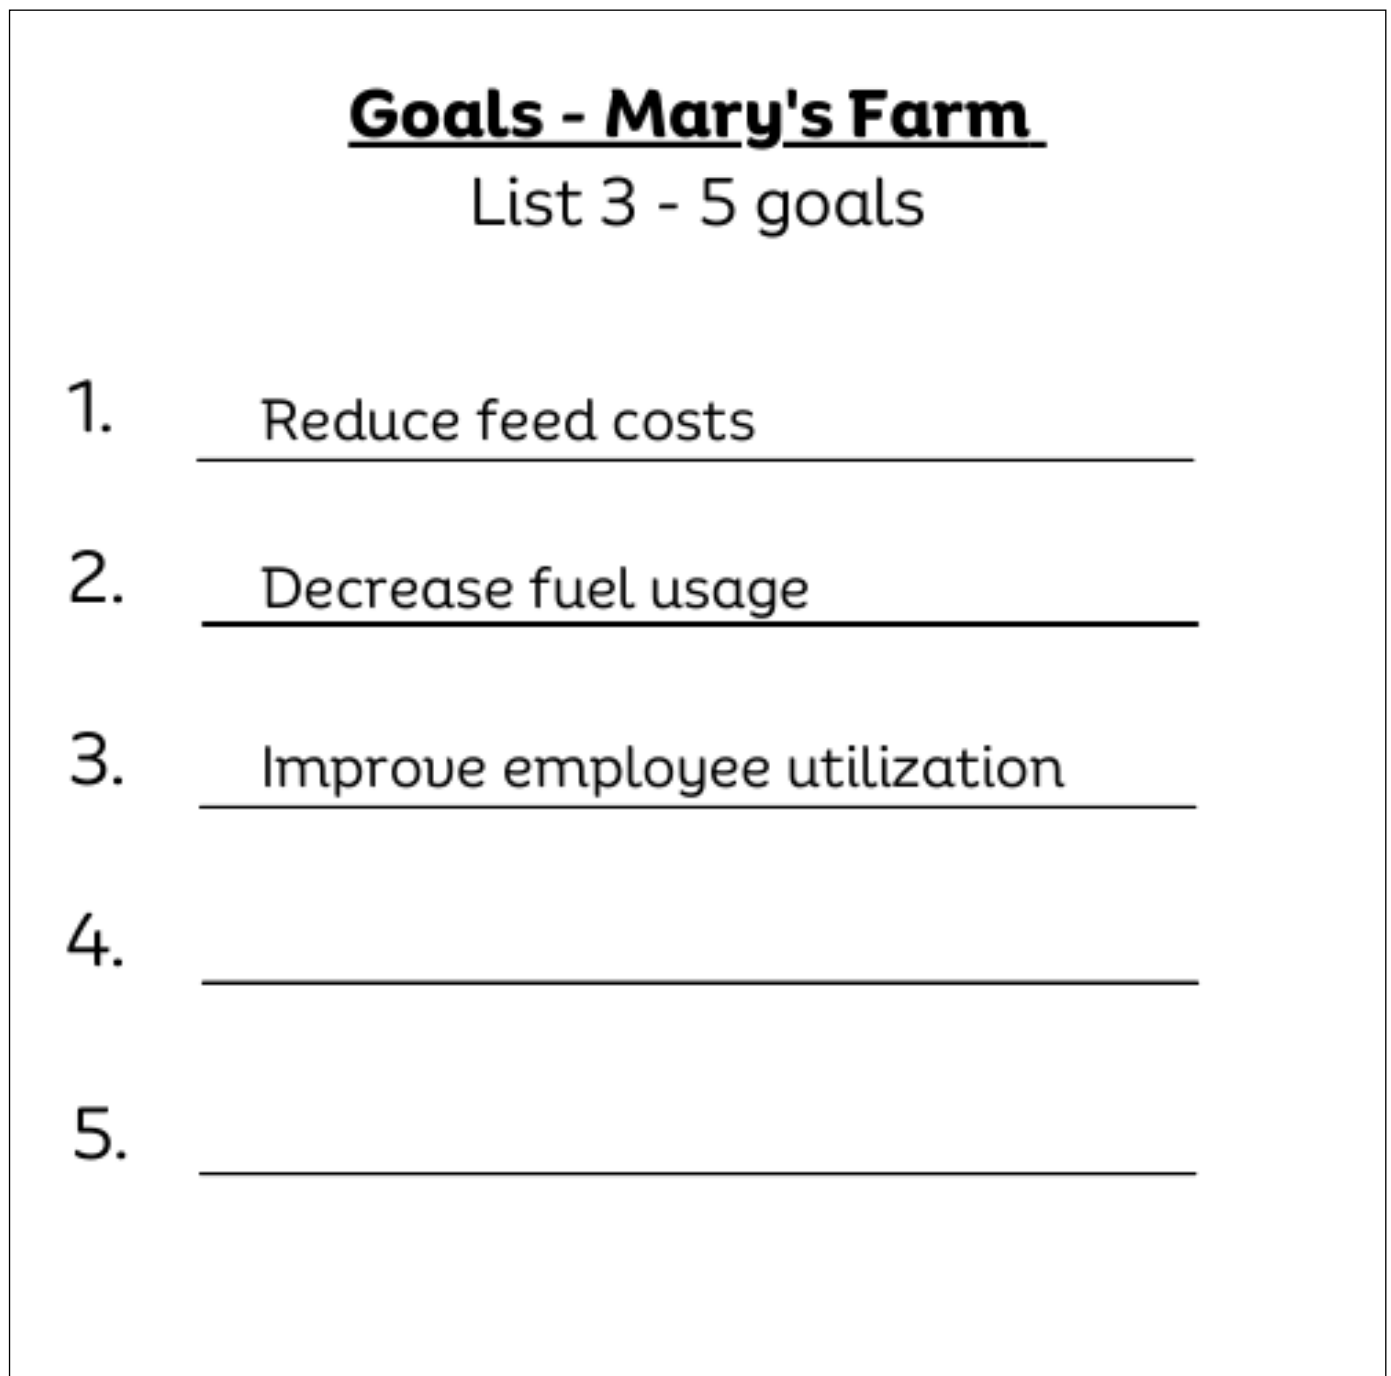 Goals - Mary's Farm
List 3 - 5 goals
1. Reduce feed costs
2. Decrease fuel usage
3. Improve employee utilization
4.
5.